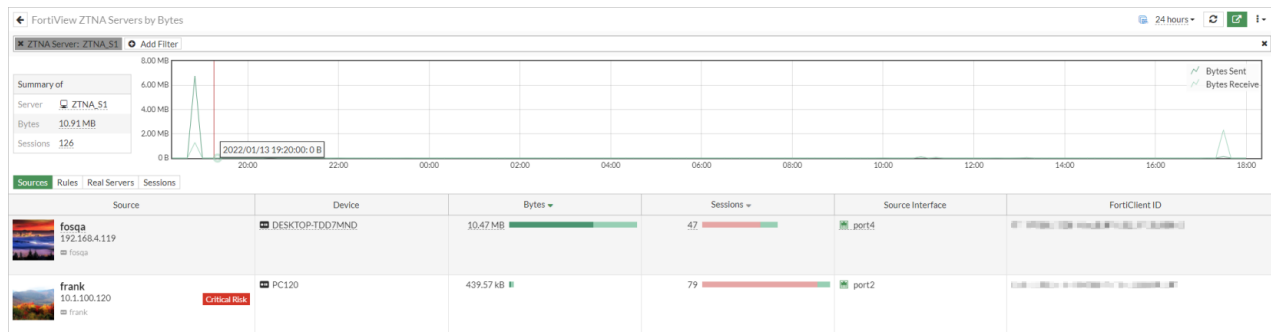 FortiView ZTNA Servers by Bytes
24 hours
ZTNA Server: ZTNA_S1
Add Filter
8.00 MB
6.00 MB
4.00 MB
2.00 MB
0 B
Bytes Sent
Bytes Receive
Summary of
Server ZTNA_S1
Bytes 10.91 MB
Sessions 126
2022/01/13 19:20:00: 0 B
20:00 22:00 00:00 02:00 04:00 06:00 08:00 10:00 12:00 14:00 16:00 18:00
Sources Rules Real Servers Sessions
Source Device Bytes Sessions Source Interface FortiClient ID
fosqa
192.168.4.119
fosqa
DESKTOP-TDD7MND 10.47 MB 47 port4
frank
10.1.100.120
Critical Risk
frank
PC120 439.57 kB 79 port2